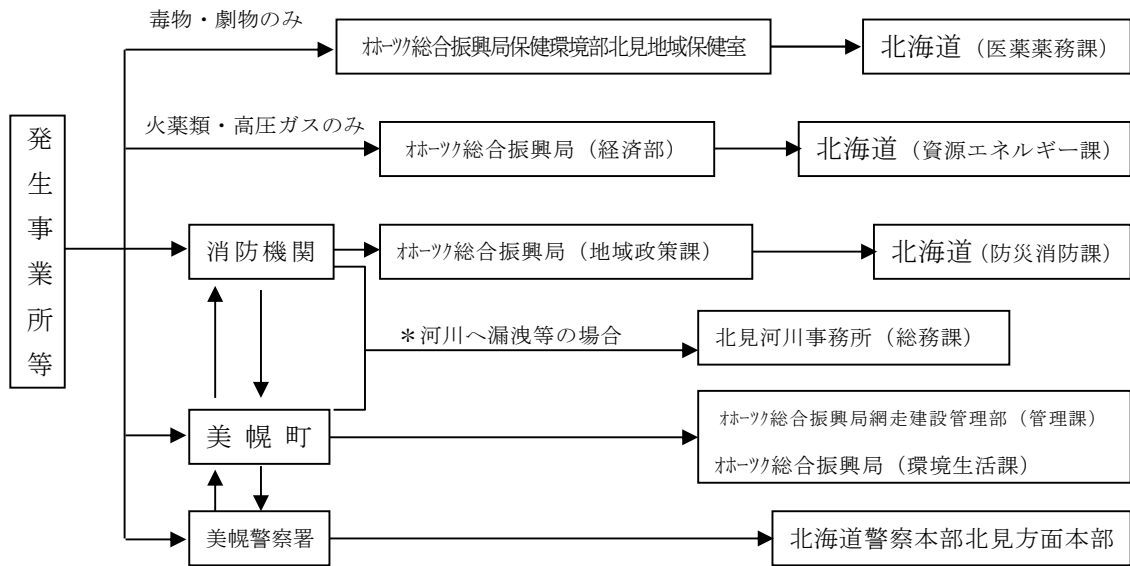 毒物・劇物のみ
ｵﾎｰﾂｸ総合振興局保健環境部北見地域保健室
北海道（医薬薬務課）
発生事業所等
火薬類・高圧ガスのみ
ｵﾎｰﾂｸ総合振興局（経済部）
北海道（資源エネルギー課）
消防機関
ｵﾎｰﾂｸ総合振興局（地域政策課）
北海道（防災消防課）
＊河川へ漏洩等の場合
北見河川事務所（総務課）
美幌町
ｵﾎｰﾂｸ総合振興局網走建設管理部（管理課）
ｵﾎｰﾂｸ総合振興局（環境生活課）
美幌警察署
北海道警察本部北見方面本部